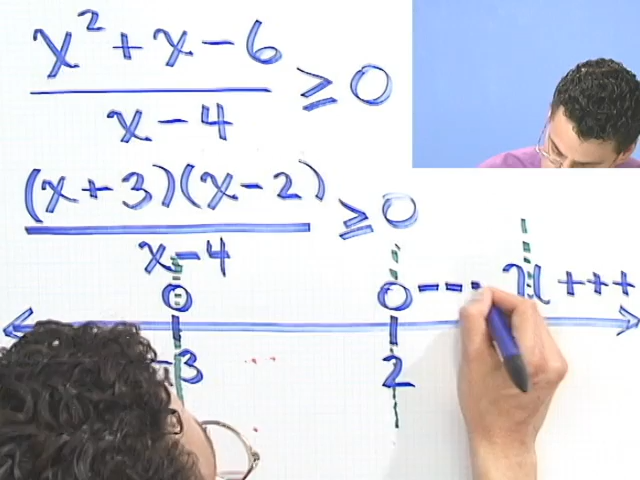 x² + x - 6
x - 4
≥ 0
(x + 3)(x - 2)
x - 4
≥ 0
0 0 - - - + + +
-3 2